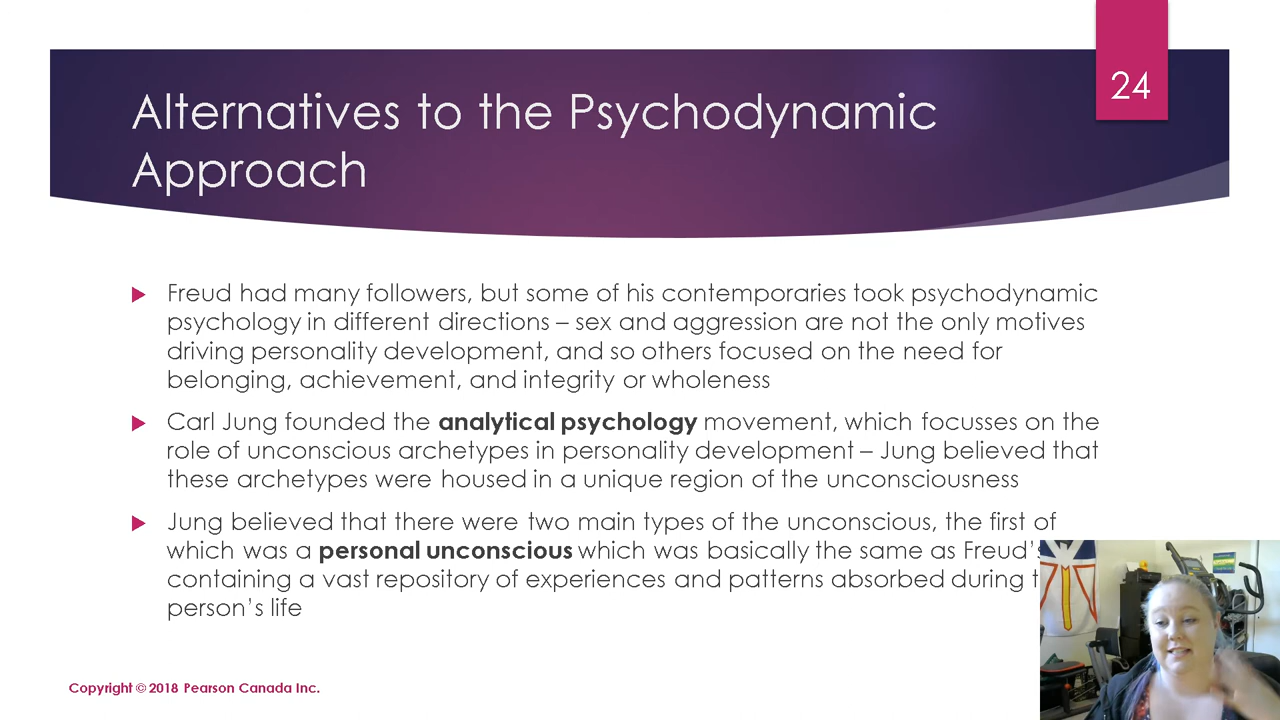 24
Alternatives to the Psychodynamic
Approach
Freud had many followers, but some of his contemporaries took psychodynamic
psychology in different directions – sex and aggression are not the only motives
driving personality development, and so others focused on the need for
belonging, achievement, and integrity or wholeness
Carl Jung founded the analytical psychology movement, which focusses on the
role of unconscious archetypes in personality development – Jung believed that
these archetypes were housed in a unique region of the unconsciousness
Jung believed that there were two main types of the unconscious, the first of
which was a personal unconscious which was basically the same as Freud's
containing a vast repository of experiences and patterns absorbed during
person's life
Copyright © 2018 Pearson Canada Inc.